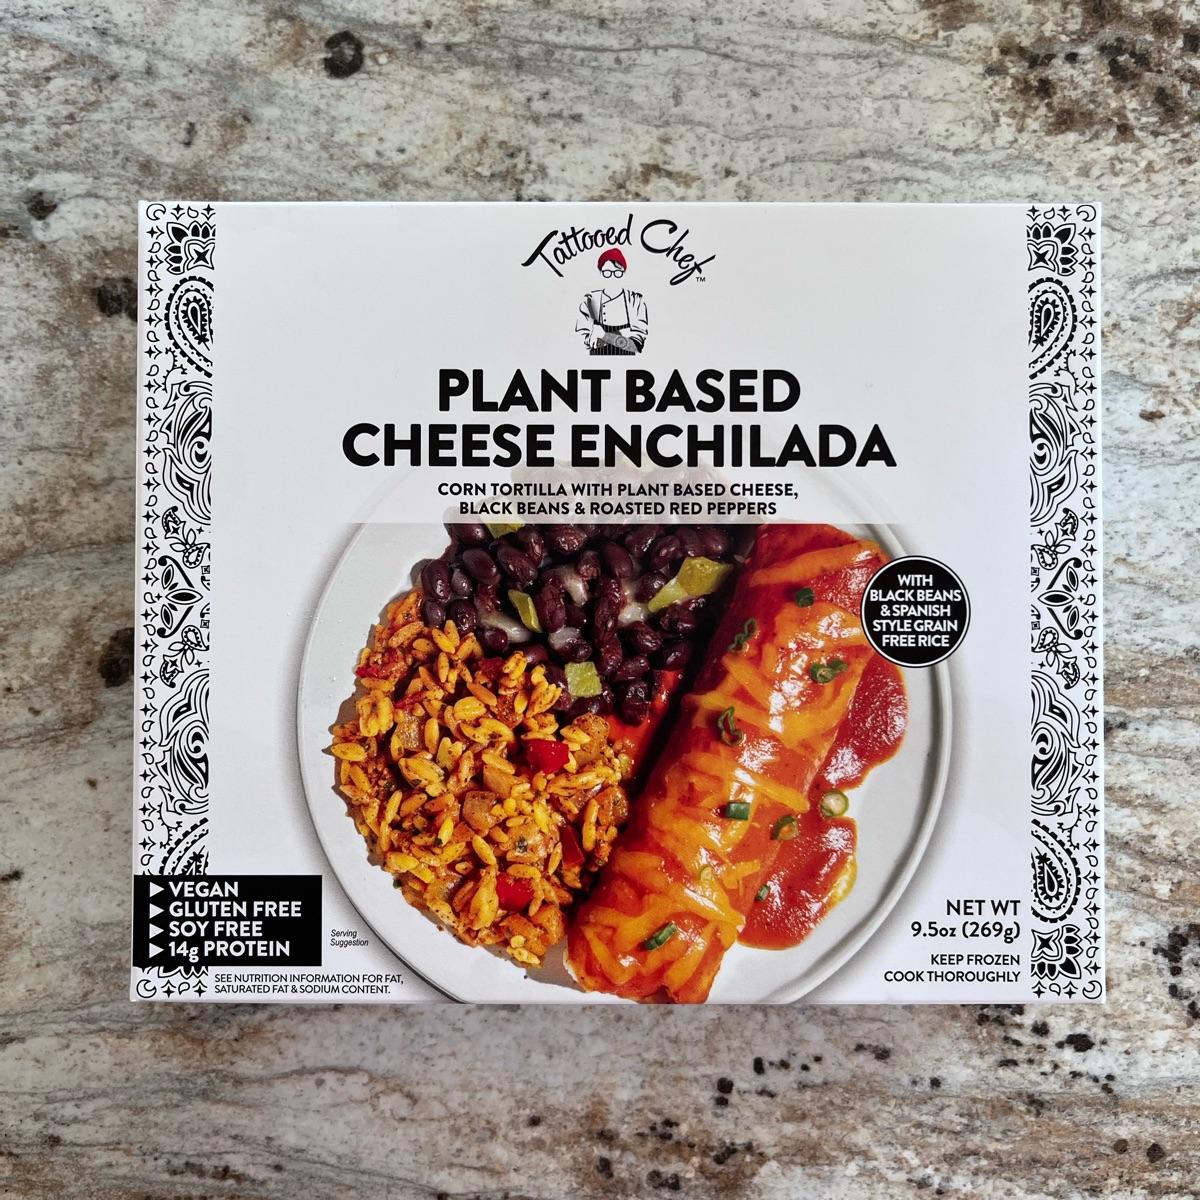 Tattooed Chef™
PLANT BASED
CHEESE ENCHILADA
CORN TORTILLA WITH PLANT BASED CHEESE,
BLACK BEANS & ROASTED RED PEPPERS
WITH
BLACK BEANS
& SPANISH
STYLE GRAIN
FREE RICE
▶ VEGAN
▶ GLUTEN FREE
▶ SOY FREE
▶ 14g PROTEIN
Serving
Suggestion
SEE NUTRITION INFORMATION FOR FAT,
SATURATED FAT & SODIUM CONTENT.
NET WT
9.5oz (269g)
KEEP FROZEN
COOK THOROUGHLY